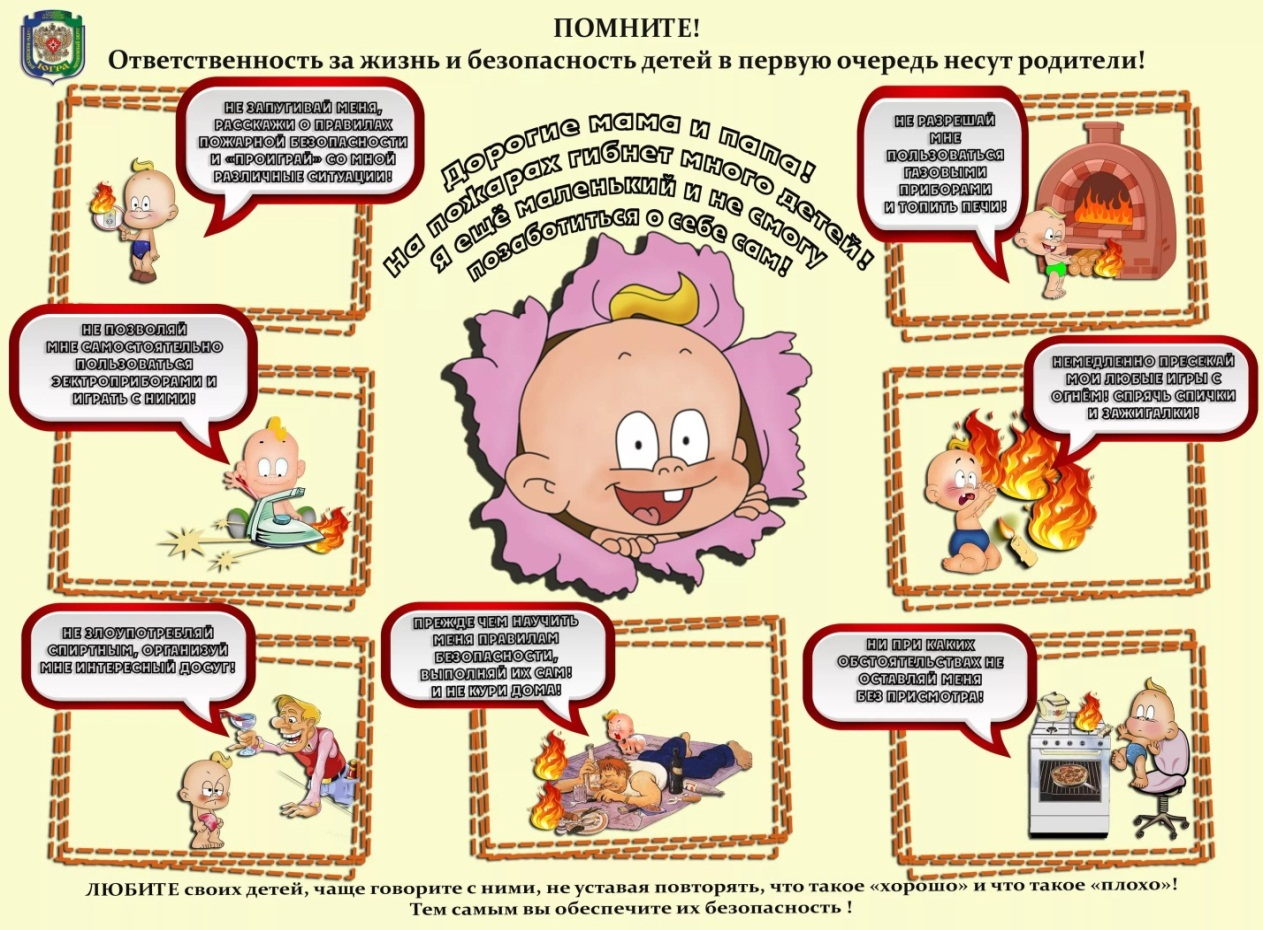 ПОМНИТЕ!
Ответственность за жизнь и безопасность детей в первую очередь несут родители!
ЮГРА
НЕ ЗАПУГИВАЙ МЕНЯ,
РАССКАЖИ О ПРАВИЛАХ
ПОЖАРНОЙ БЕЗОПАСНОСТИ
И «ПРОИГРАЙ» СО МНОЙ
РАЗЛИЧНЫЕ СИТУАЦИИ!
Дорогие мама и папа!
На пожарах гибнет много детей!
Я ещё маленький и не смогу
позаботиться о себе сам!
НЕ РАЗРЕШАЙ
МНЕ
ПОЛЬЗОВАТЬСЯ
ГАЗОВЫМИ
ПРИБОРАМИ
И ТОПИТЬ ПЕЧИ!
НЕ ПОЗВОЛЯЙ
МНЕ САМОСТОЯТЕЛЬНО
ПОЛЬЗОВАТЬСЯ
ЭЕКТРОПРИБОРАМИ И
ИГРАТЬ С НИМИ!
НЕМЕДЛЕННО ПРЕСЕКАЙ
МОИ ЛЮБЫЕ ИГРЫ С
ОГНЁМ! СПРЯЧЬ СПИЧКИ
И ЗАЖИГАЛКИ!
НЕ ЗЛОУПОТРЕБЛЯЙ
СПИРТНЫМ, ОРГАНИЗУЙ
МНЕ ИНТЕРЕСНЫЙ ДОСУГ!
ПРЕЖДЕ ЧЕМ НАУЧИТЬ
МЕНЯ ПРАВИЛАМ
БЕЗОПАСНОСТИ,
ВЫПОЛНЯЙ ИХ САМ!
И НЕ КУРИ ДОМА!
НИ ПРИ КАКИХ
ОБСТОЯТЕЛЬСТВАХ НЕ
ОСТАВЛЯЙ МЕНЯ
БЕЗ ПРИСМОТРА!
ЛЮБИТЕ своих детей, чаще говорите с ними, не уставая повторять, что такое «хорошо» и что такое «плохо»!
Тем самым вы обеспечите их безопасность !